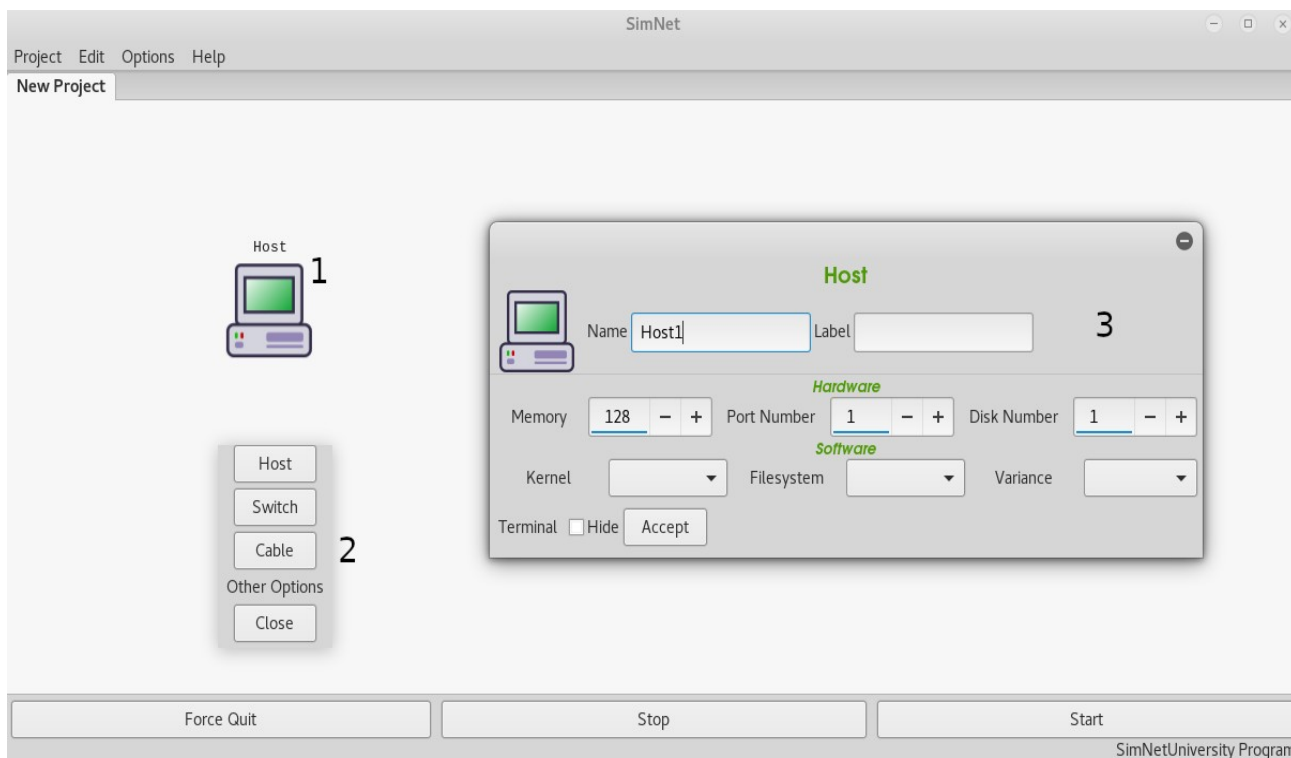 SimNet
Project Edit Options Help
New Project
Host
1
Host
Name Host1 Label
3
Hardware
Memory 128 - + Port Number 1 - + Disk Number 1 - +
Software
Kernel Filesystem Variance
Terminal Hide Accept
Host
Switch
Cable
2
Other Options
Close
Force Quit Stop Start
SimNetUniversity Program